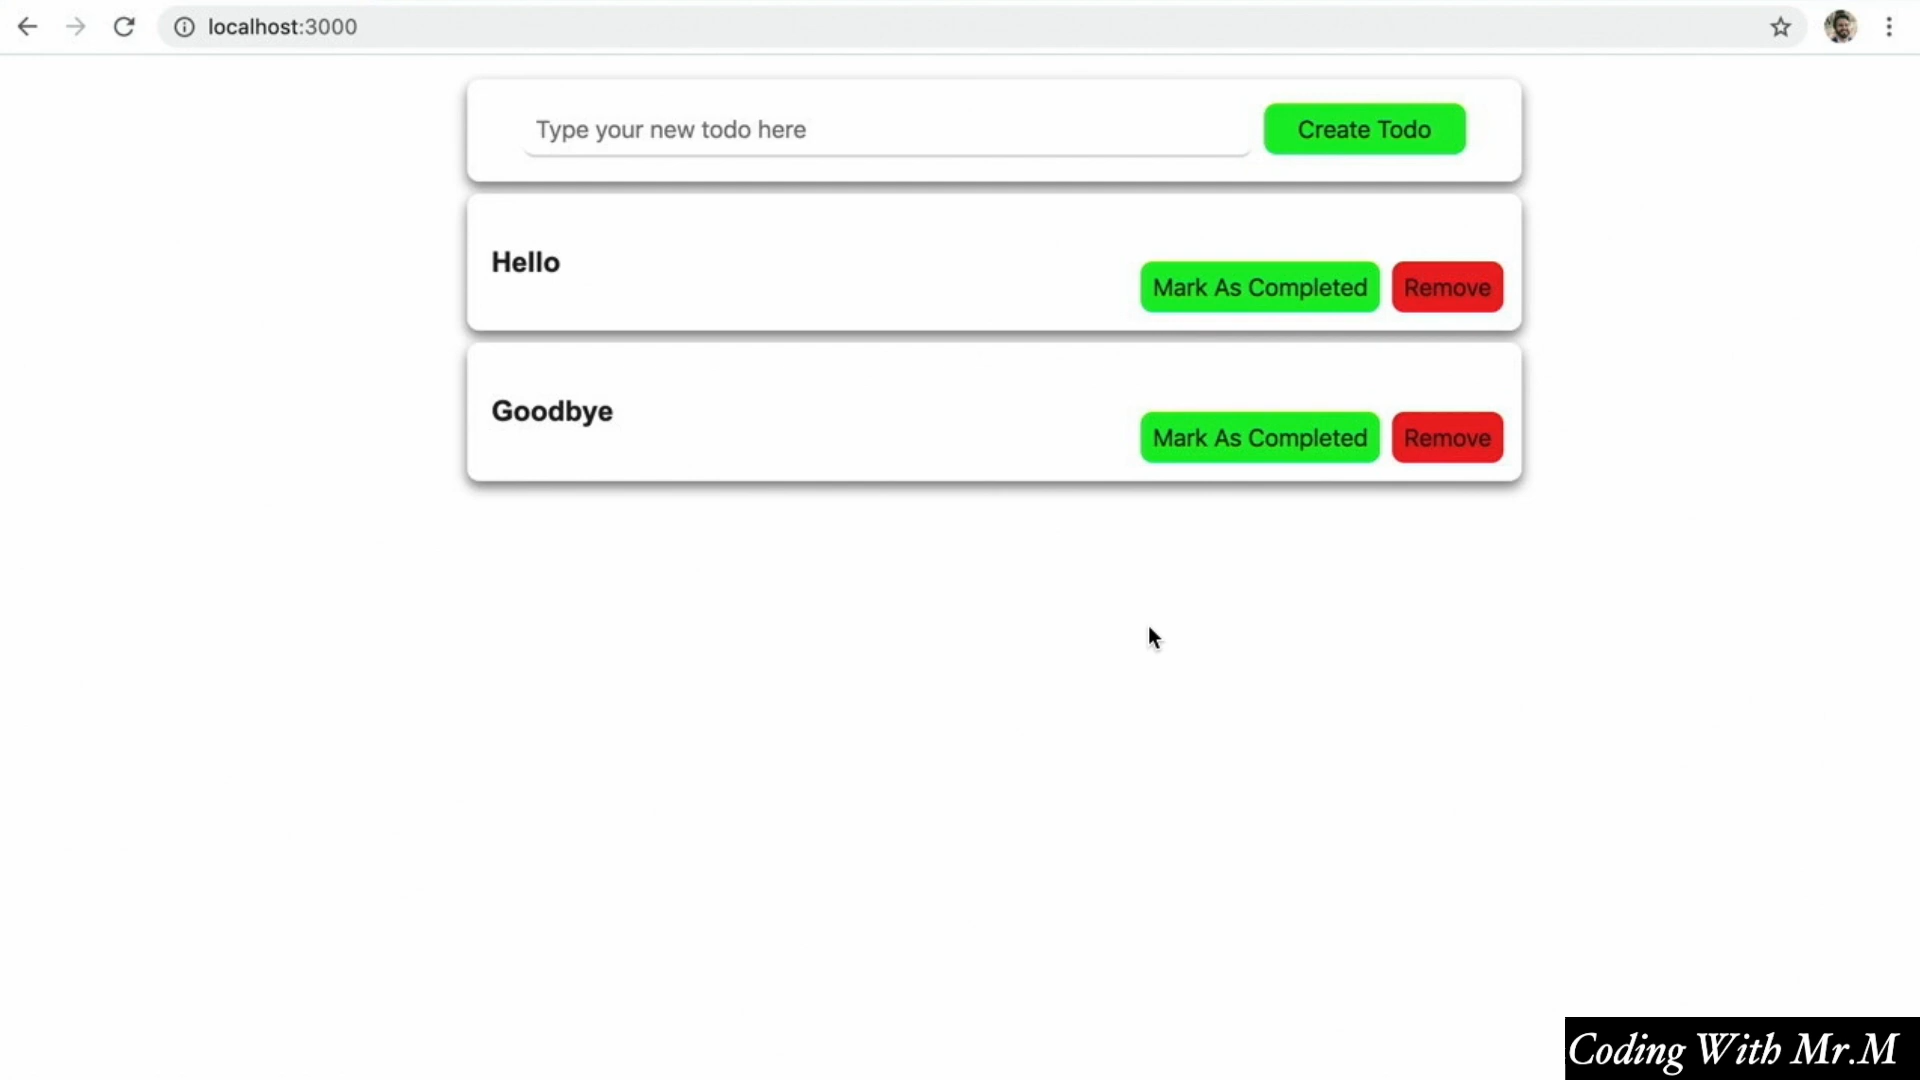 localhost:3000
Type your new todo here
Create Todo
Hello
Mark As Completed
Remove
Goodbye
Mark As Completed
Remove
Coding With Mr.M